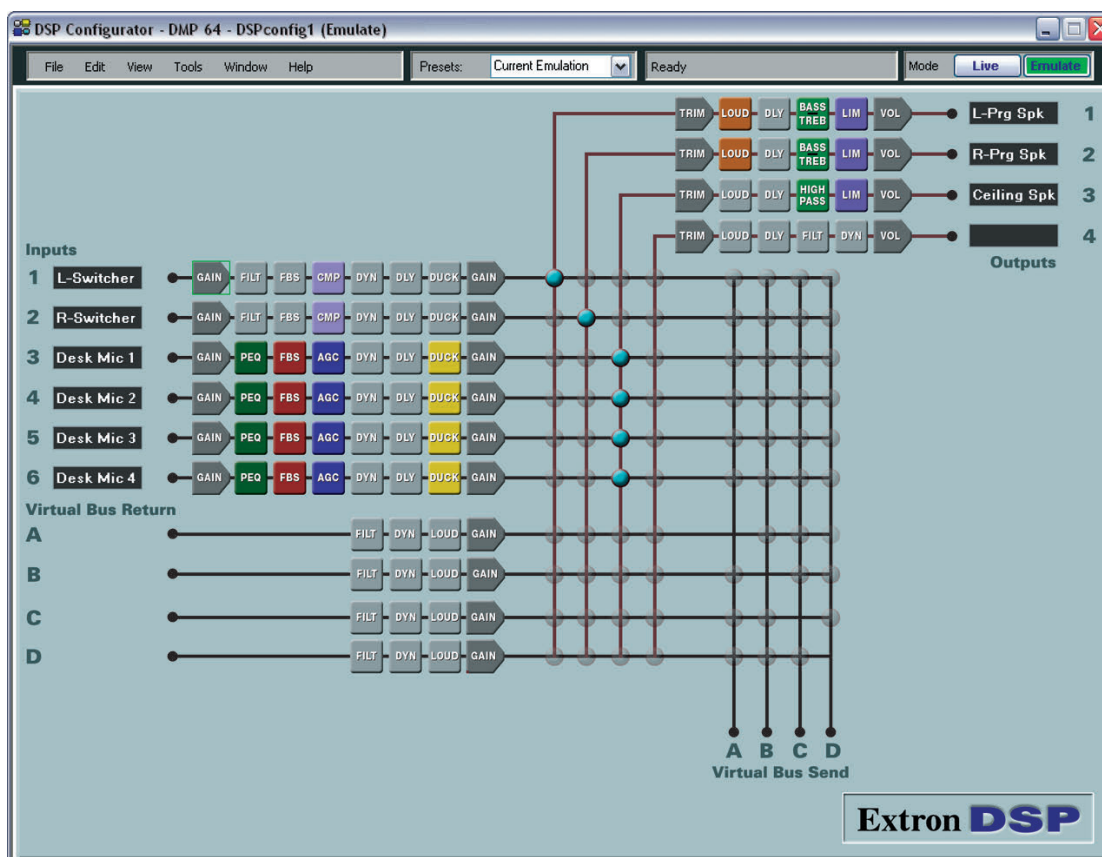 DSP Configurator - DMP 64 - DSPconfig1 (Emulate)
File Edit View Tools Window Help Presets: Current Emulation Ready Mode Live Emulate
TRIM LOUD DLY BASS TREB LIM VOL L-Prg Spk 1
TRIM LOUD DLY BASS TREB LIM VOL R-Prg Spk 2
TRIM LOUD DLY HIGH PASS LIM VOL Ceiling Spk 3
TRIM LOUD DLY FILT DYN VOL 4
Outputs
Inputs
1 L-Switcher GAIN FILT FBS CMP DYN DLY DUCK GAIN
2 R-Switcher GAIN FILT FBS CMP DYN DLY DUCK GAIN
3 Desk Mic 1 GAIN PEQ FBS AGC DYN DLY DUCK GAIN
4 Desk Mic 2 GAIN PEQ FBS AGC DYN DLY DUCK GAIN
5 Desk Mic 3 GAIN PEQ FBS AGC DYN DLY DUCK GAIN
6 Desk Mic 4 GAIN PEQ FBS AGC DYN DLY DUCK GAIN
Virtual Bus Return
A FILT DYN LOUD GAIN
B FILT DYN LOUD GAIN
C FILT DYN LOUD GAIN
D FILT DYN LOUD GAIN
A B C D
Virtual Bus Send
Extron DSP